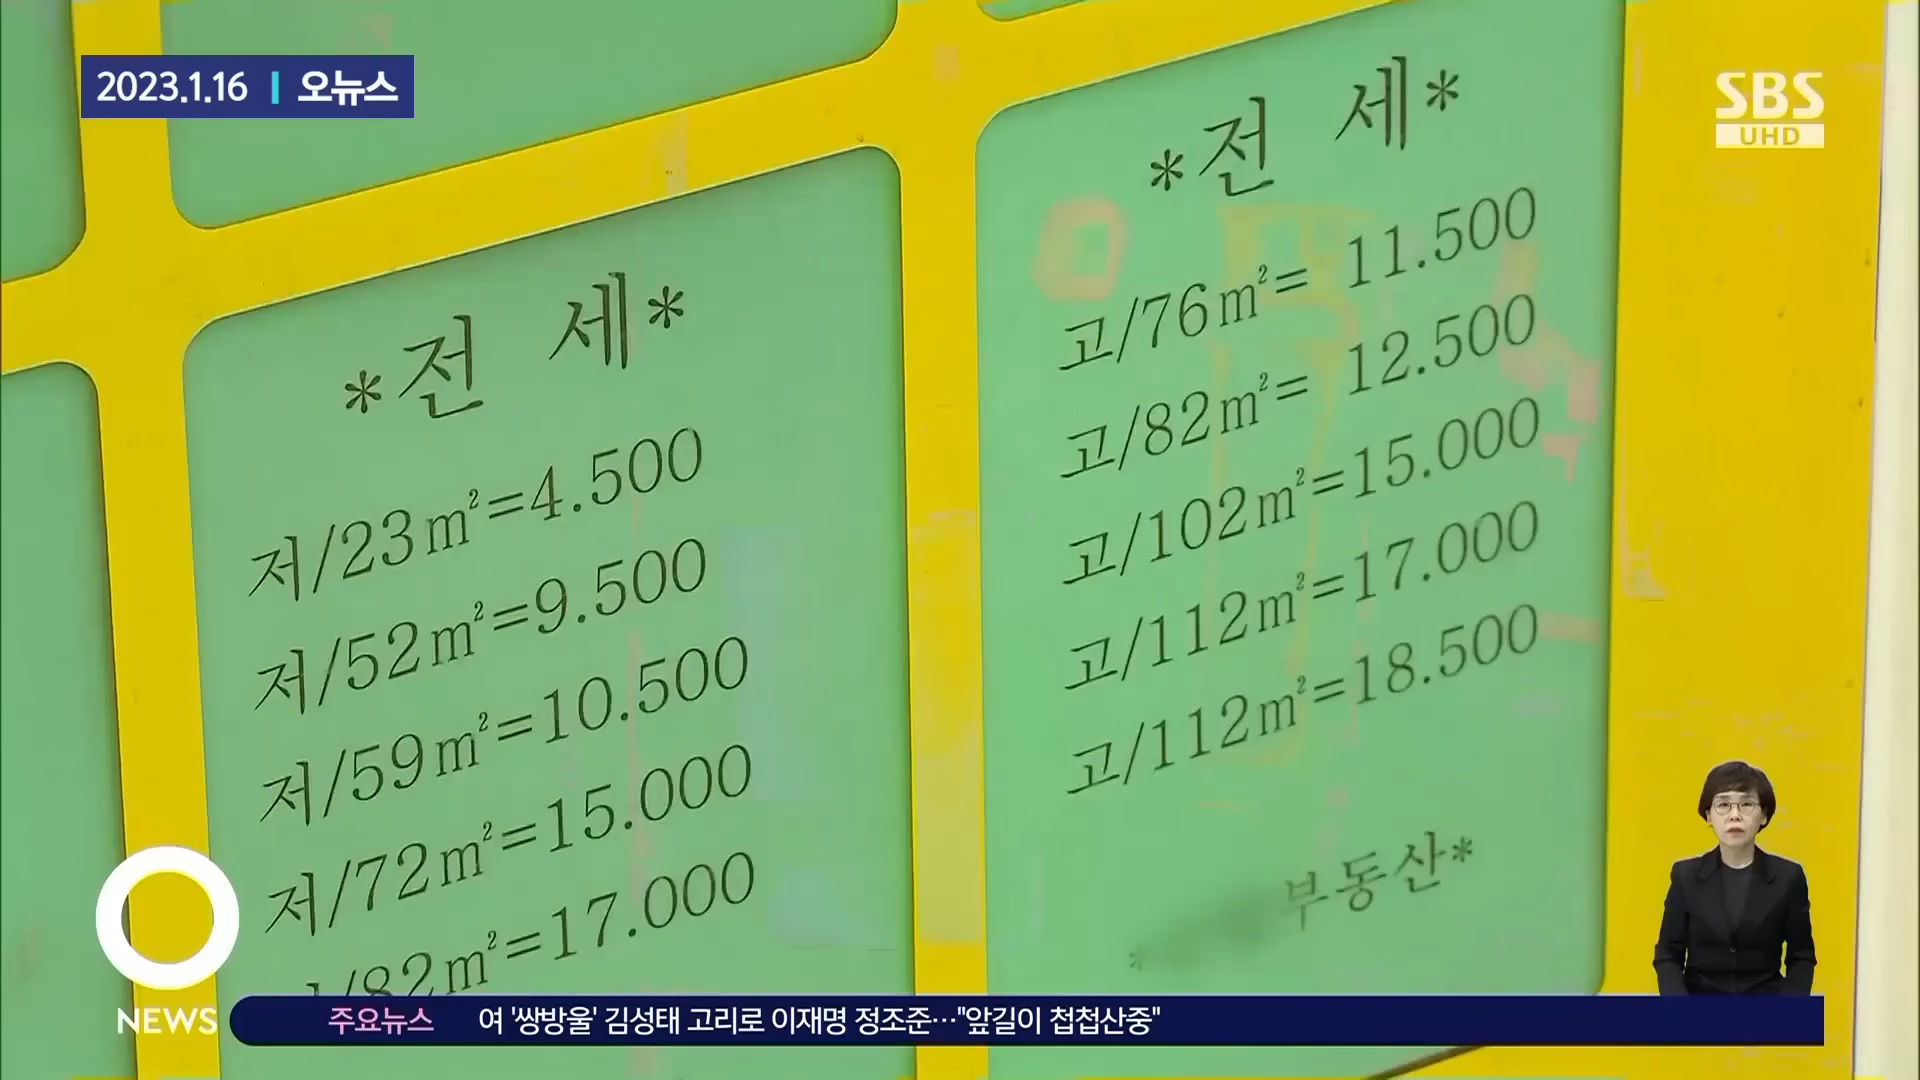 2023.1.16 | 오뉴스
SBS
UHD
*전 세*
저/23㎡=4.500
저/52㎡=9.500
저/59㎡=10.500
저/72㎡=15.000
/82㎡=17.000
*전 세*
고/76㎡= 11.500
고/82㎡= 12.500
고/102㎡=15.000
고/112㎡=17.000
고/112㎡=18.500
* 부동산*
NEWS
주요뉴스 여 '쌍방울' 김성태 고리로 이재명 정조준…"앞길이 첩첩산중"